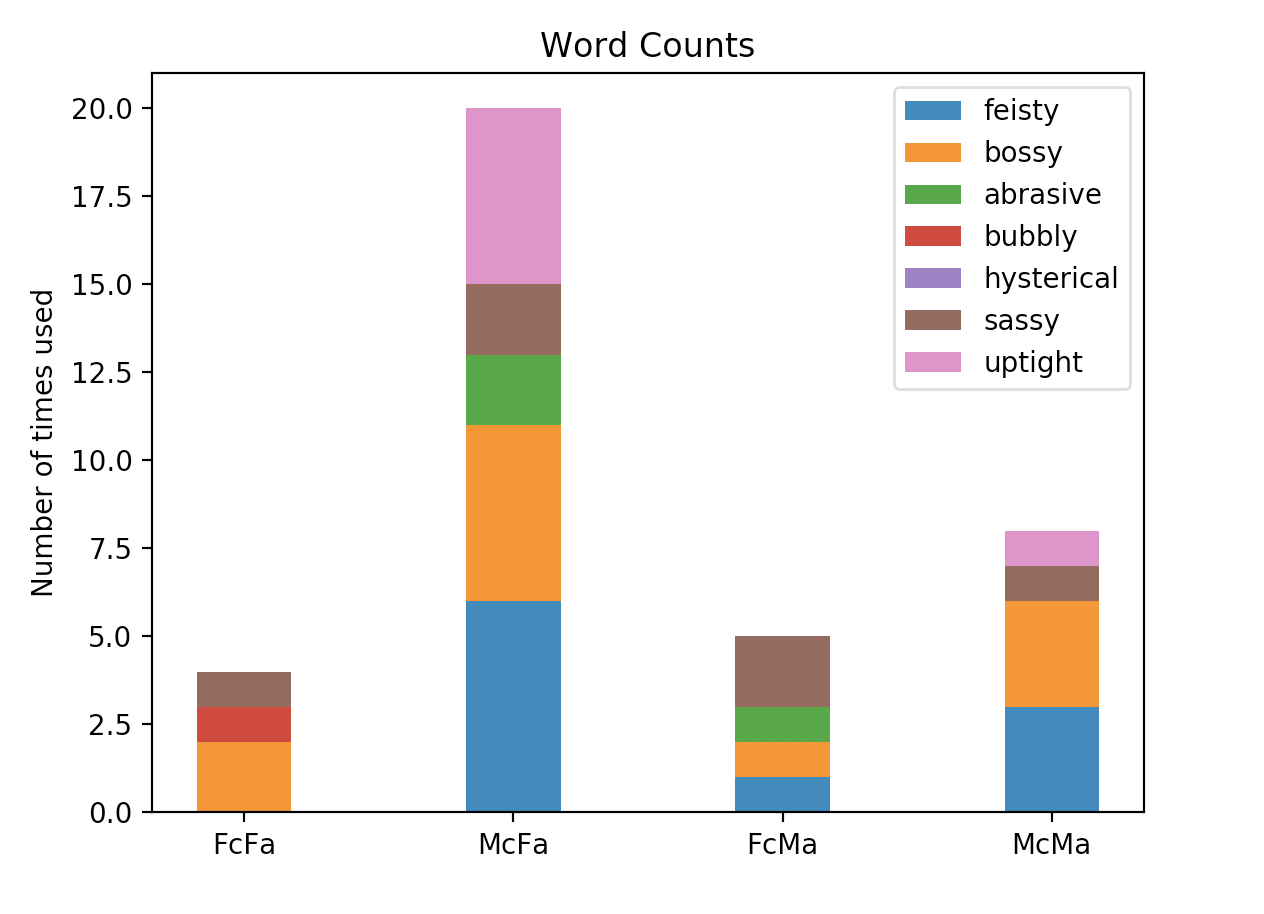 Word Counts
Number of times used
20.0
17.5
15.0
12.5
10.0
7.5
5.0
2.5
0.0
feisty
bossy
abrasive
bubbly
hysterical
sassy
uptight
FcFa McFa FcMa McMa